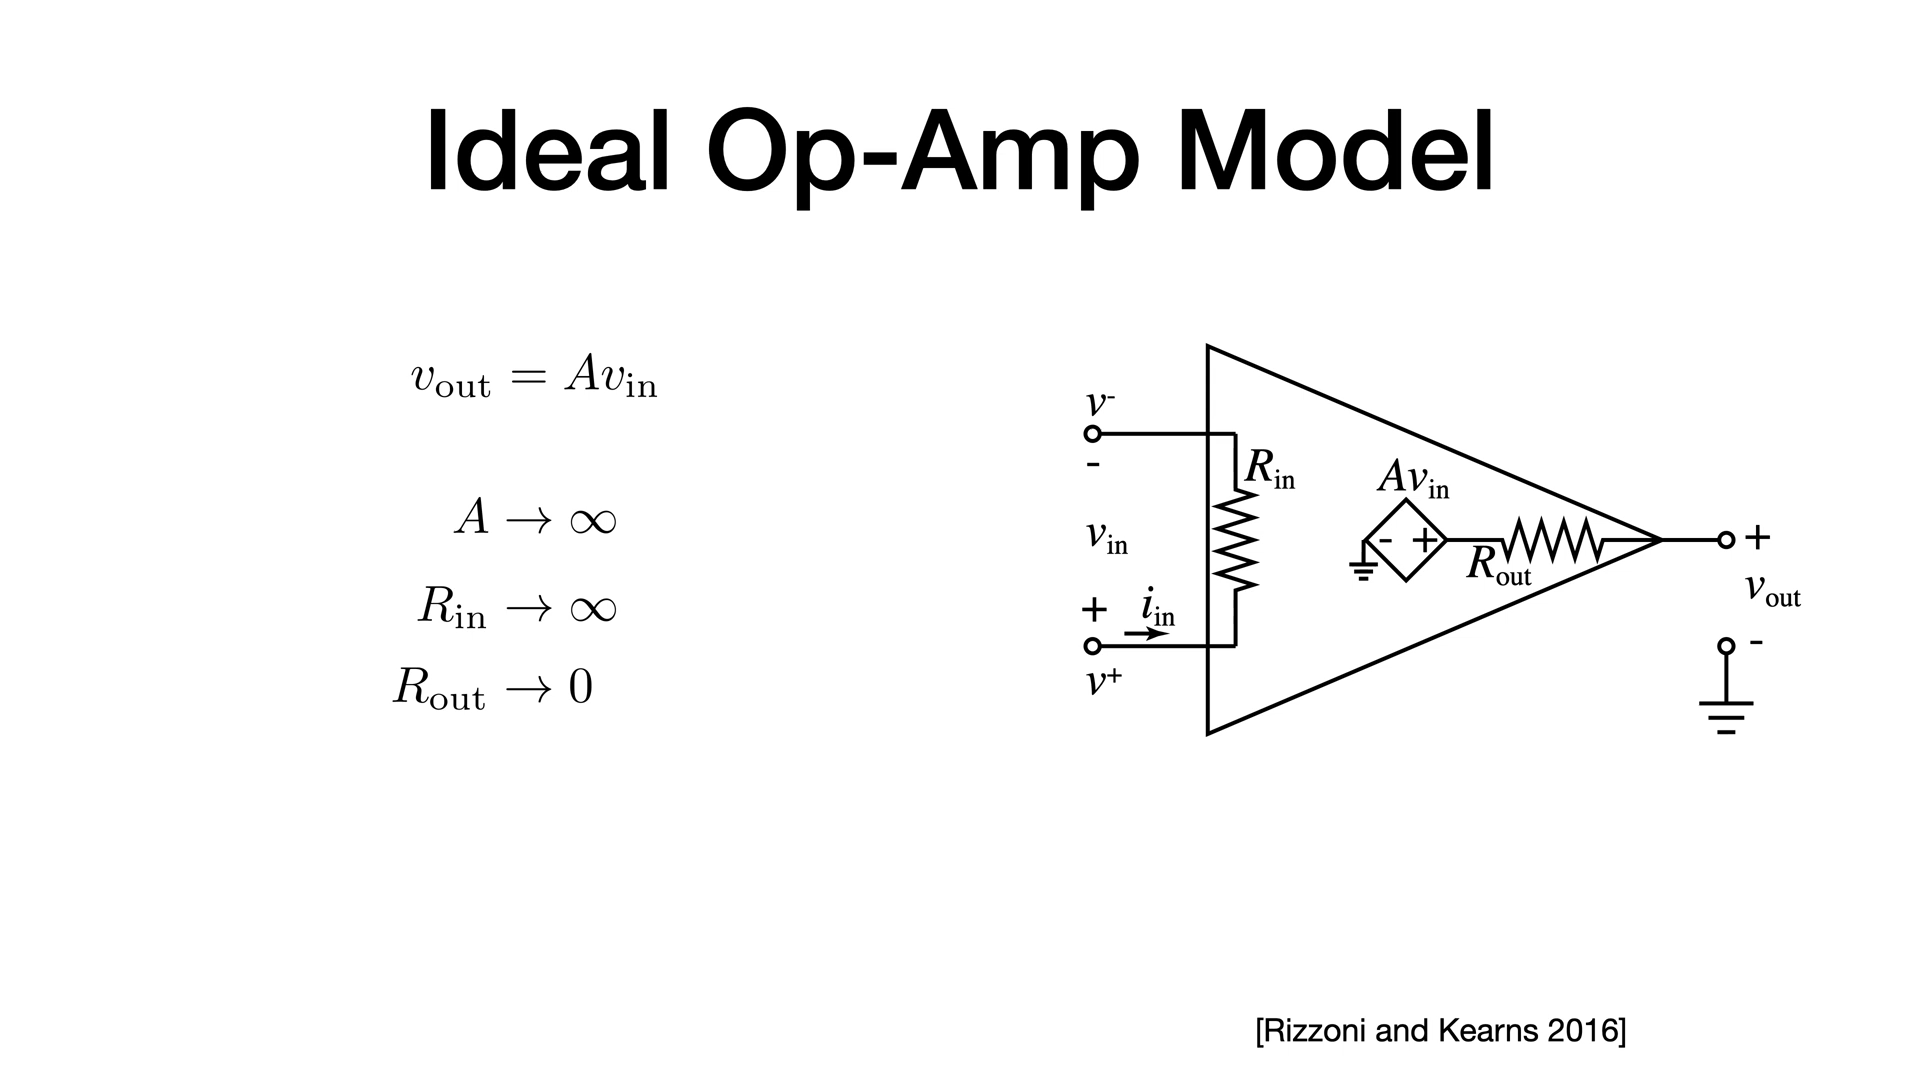 Ideal Op-Amp Model
v_out = Av_in
A → ∞
R_in → ∞
R_out → 0
v-
-
R_in
v_in
+
i_in
v+
Av_in
- +
R_out
+
v_out
-
[Rizzoni and Kearns 2016]